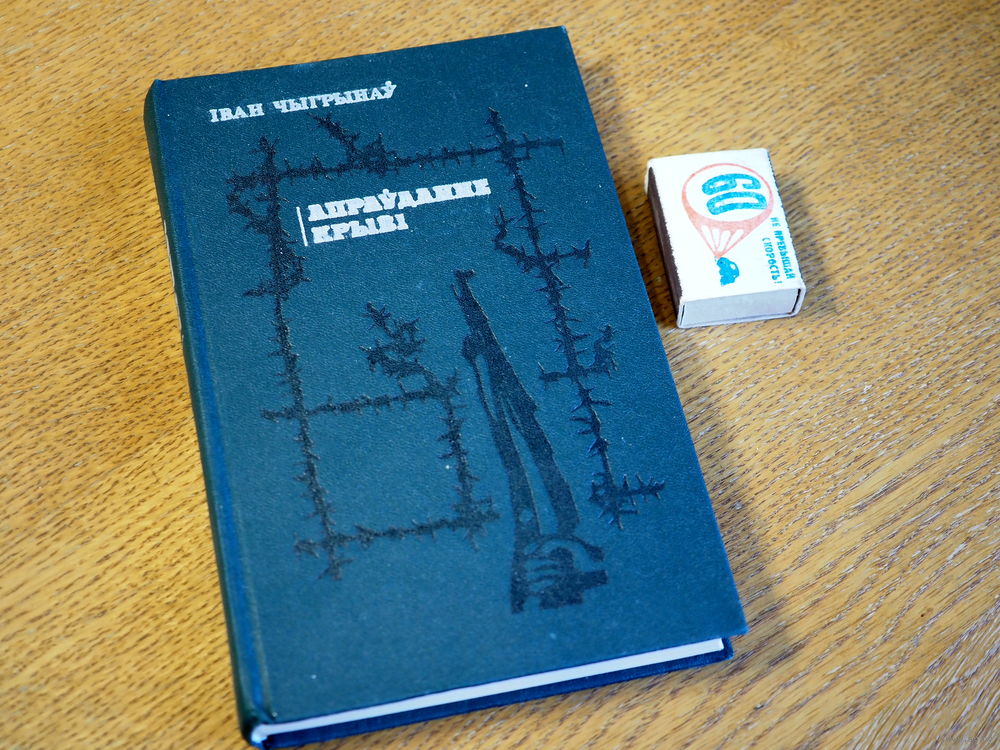 ІВАН ЧЫГРЫНАЎ
АПРАЎДАННЕ
КРЫВІ
60
НЕ ПРЕВЫШАЙ
СКОРОСТЬ!